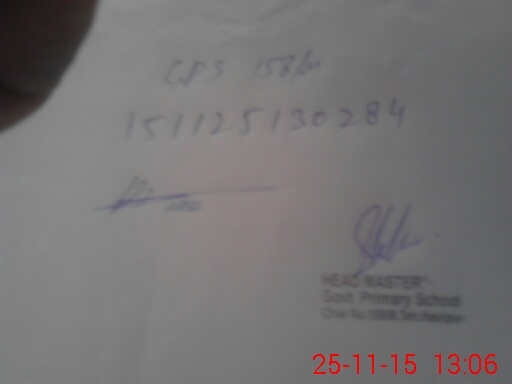 GPS 158/M
151125130284
HEAD MASTER
Govt. Primary School
25-11-15 13:06